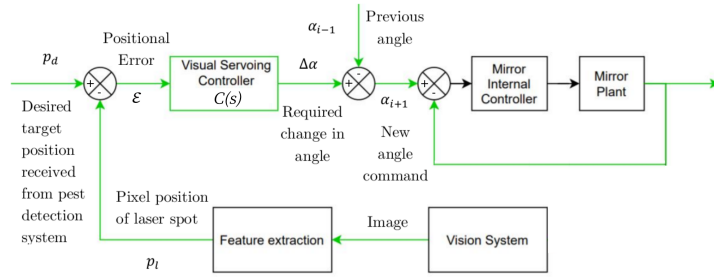 α_{i−1}
Previous
angle
p_d
Positional
Error
+
-
ℰ
Visual Servoing
Controller
C(s)
Δα
+
-
α_{i+1}
+
-
Mirror
Internal
Controller
Mirror
Plant
Desired
target
position
received
from pest
detection
system
Required
change in
angle
New
angle
command
Pixel position
of laser spot
p_l
Feature extraction
Image
Vision System